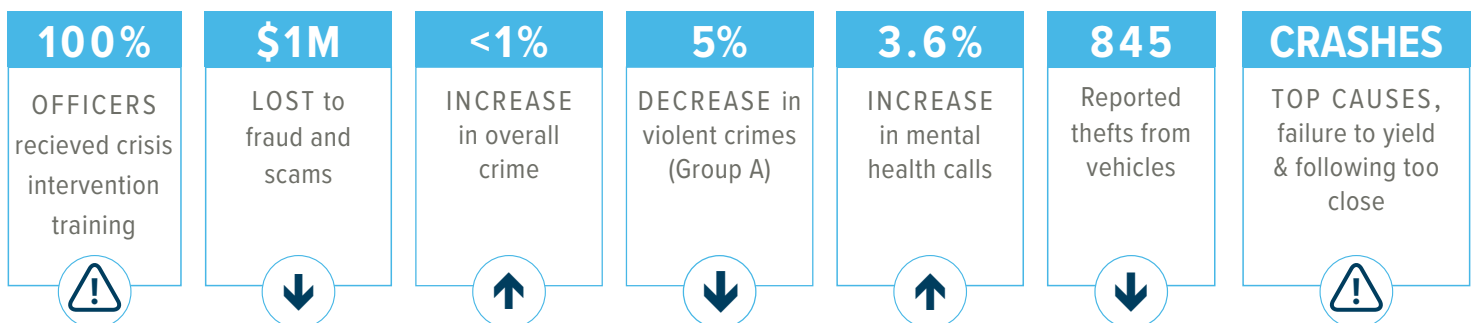 100%
OFFICERS
recieved crisis
intervention
training
$1M
LOST to
fraud and
scams
<1%
INCREASE
in overall
crime
5%
DECREASE in
violent crimes
(Group A)
3.6%
INCREASE
in mental
health calls
845
Reported
thefts from
vehicles
CRASHES
TOP CAUSES,
failure to yield
& following too
close